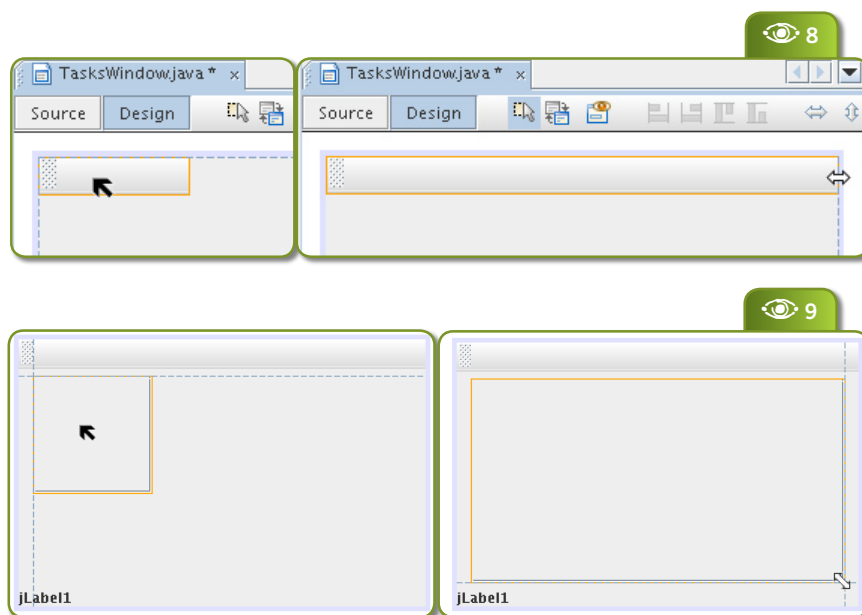 8
TasksWindow.java *
TasksWindow.java *
Source Design
Source Design
9
jLabel1
jLabel1